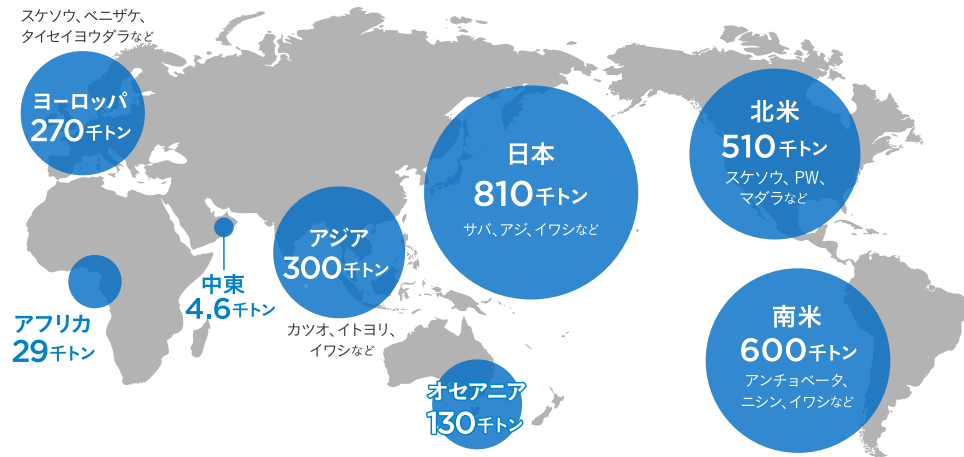 スケソウ、ベニザケ、
タイセイヨウダラなど
ヨーロッパ
270千トン
アフリカ
29千トン
中東
4.6千トン
アジア
300千トン
カツオ、イトヨリ、
イワシなど
日本
810千トン
サバ、アジ、イワシなど
オセアニア
130千トン
北米
510千トン
スケソウ、PW、
マダラなど
南米
600千トン
アンチョベータ、
ニシン、イワシなど